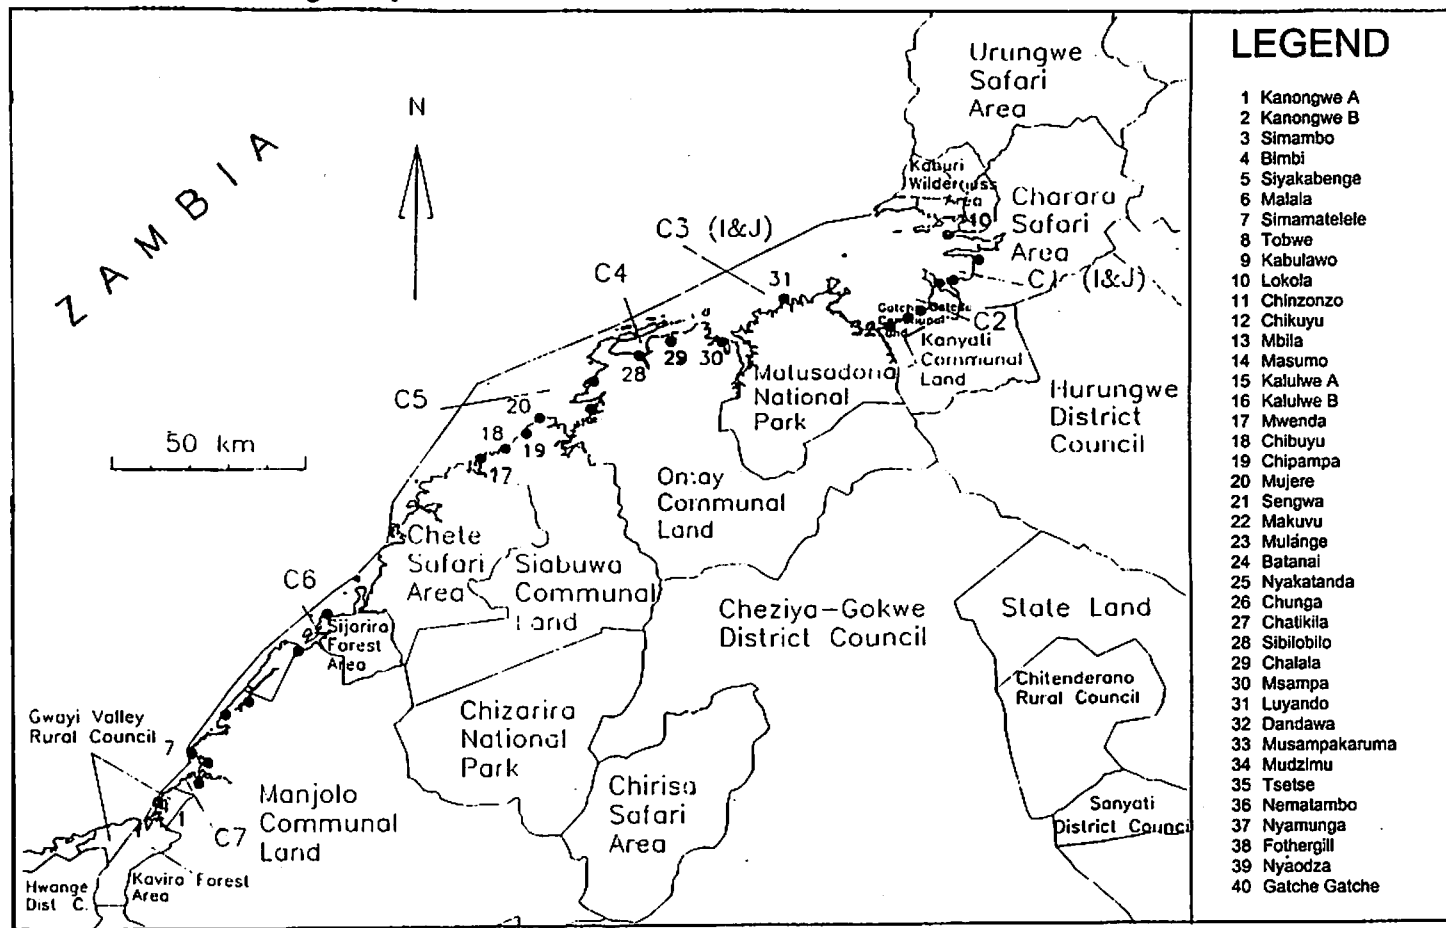 Urungwe
Safari
Area
N
ZAMBIA
Kaburi
Wilderness
Area
Charara
Safari
Area
40
C3 (I&J)
C4
31
C1 (I&J)
C2
32
Kanyati
Communal
Land
28
29
30
Matusadona
National
Park
Hurungwe
District
Council
C5
20
50 km
18
19
17
Omay
Communal
Land
Chete
Safari
Area
Siabuwa
Communal
Land
C6
Sijarira
Forest
Area
Cheziya-Gokwe
District Council
State Land
Chitenderano
Rural Council
Gwayi Valley
Rural Council
7
Chizarira
National
Park
Manjolo
Communal
Land
Chirisa
Safari
Area
Sanyati
District Counci
1
C7
Hwange
Dist C.
Kavira Forest
Area
LEGEND
1 Kanongwe A
2 Kanongwe B
3 Simambo
4 Bimbi
5 Siyakabenge
6 Malala
7 Simamatelele
8 Tobwe
9 Kabulawo
10 Lokola
11 Chinzonzo
12 Chikuyu
13 Mbila
14 Masumo
15 Kalulwe A
16 Kalulwe B
17 Mwenda
18 Chibuyu
19 Chipampa
20 Mujere
21 Sengwa
22 Makuvu
23 Mulange
24 Batanai
25 Nyakatanda
26 Chunga
27 Chatikila
28 Sibilobilo
29 Chalala
30 Msampa
31 Luyando
32 Dandawa
33 Musampakaruma
34 Mudzimu
35 Tsetse
36 Nematambo
37 Nyamunga
38 Fothergill
39 Nyaodza
40 Gatche Gatche